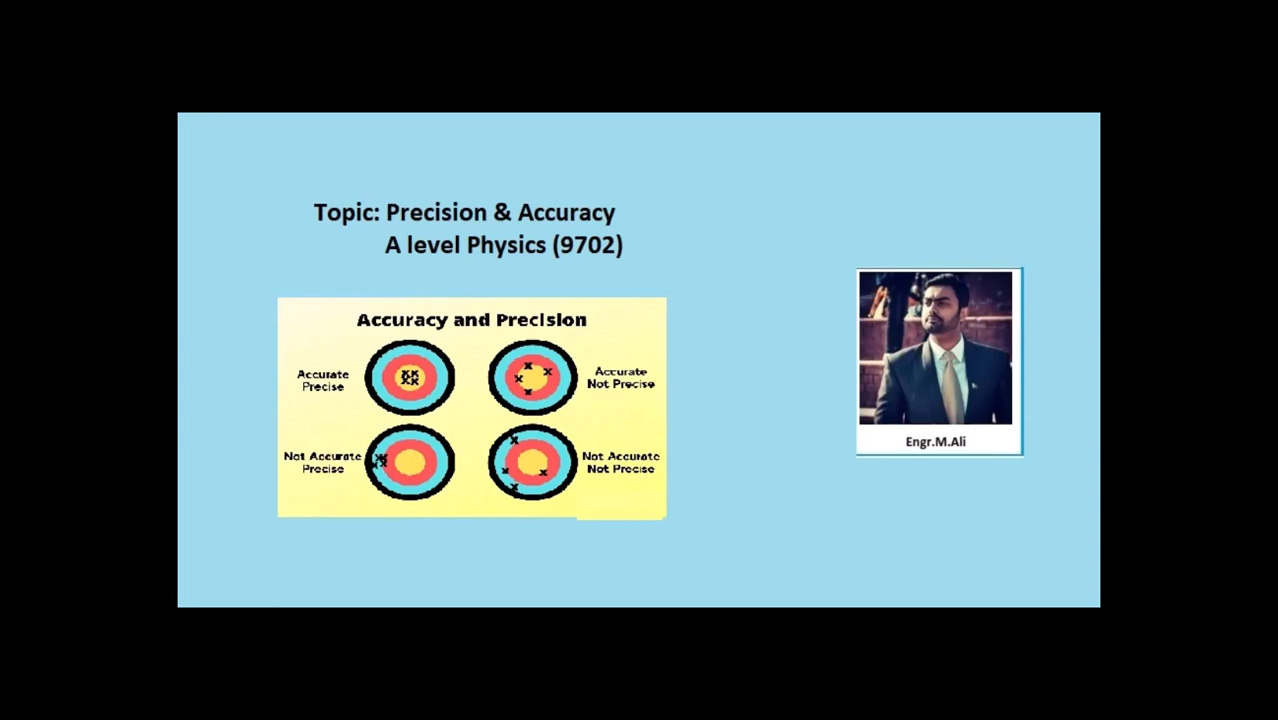 Topic: Precision & Accuracy
A level Physics (9702)
Accuracy and Precision
Accurate
Precise
Accurate
Not Precise
Not Accurate
Precise
Not Accurate
Not Precise
Engr.M.Ali